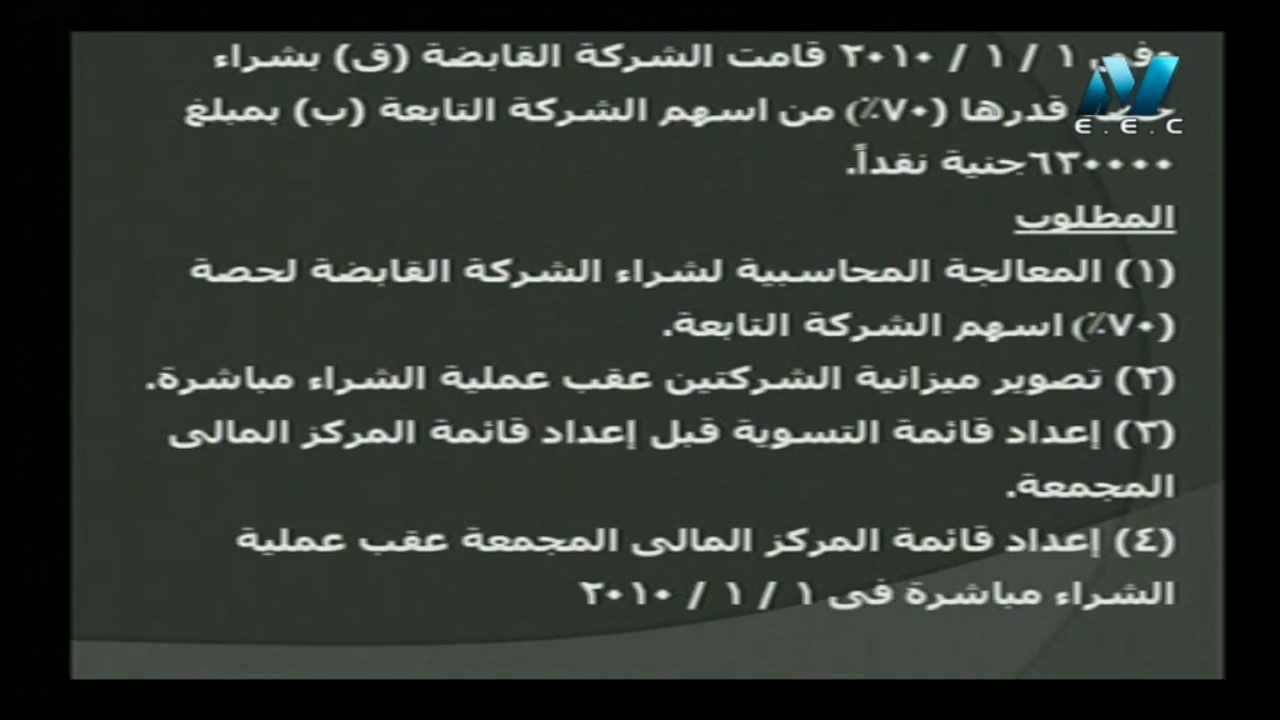 وفى ١ / ١ / ٢٠١٠ قامت الشركة القابضة (ق) بشراء
قدرها (٧٠٪) من اسهم الشركة التابعة (ب) بمبلغ
٦٣٠٠٠٠جنية نقداً.
المطلوب
(١) المعالجة المحاسبية لشراء الشركة القابضة لحصة
(٧٠٪) اسهم الشركة التابعة.
(٢) تصوير ميزانية الشركتين عقب عملية الشراء مباشرة.
(٣) إعداد قائمة التسوية قبل إعداد قائمة المركز المالى
المجمعة.
(٤) إعداد قائمة المركز المالى المجمعة عقب عملية
الشراء مباشرة فى ١ / ١ / ٢٠١٠
E.E.C